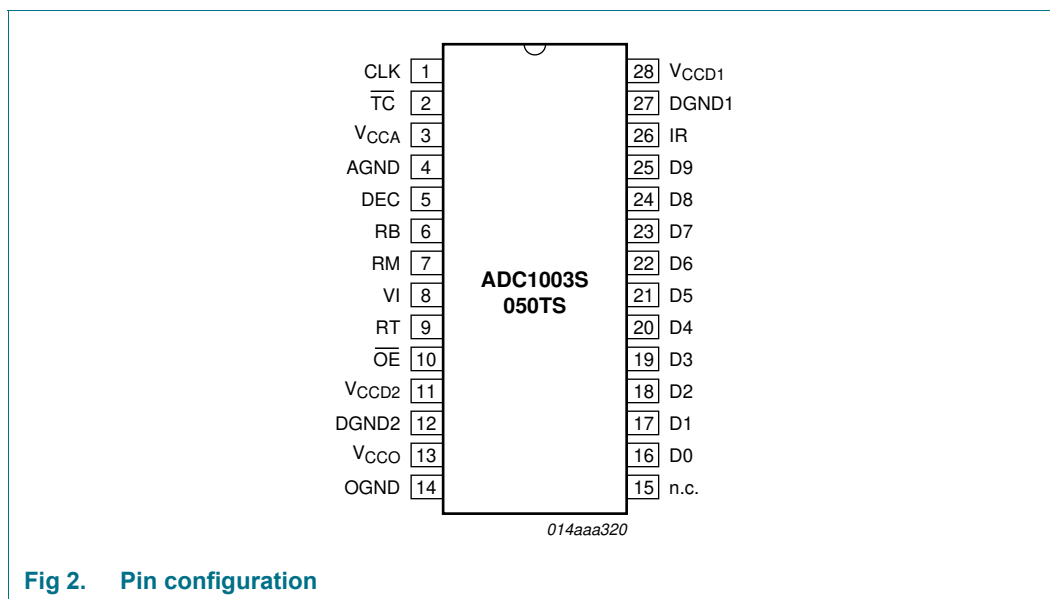 CLK 1 28 VCCD1
TC 2 27 DGND1
VCCA 3 26 IR
AGND 4 25 D9
DEC 5 24 D8
RB 6 23 D7
RM 7 22 D6
ADC1003S
050TS
VI 8 21 D5
RT 9 20 D4
OE 10 19 D3
VCCD2 11 18 D2
DGND2 12 17 D1
VCCO 13 16 D0
OGND 14 15 n.c.
014aaa320
Fig 2. Pin configuration